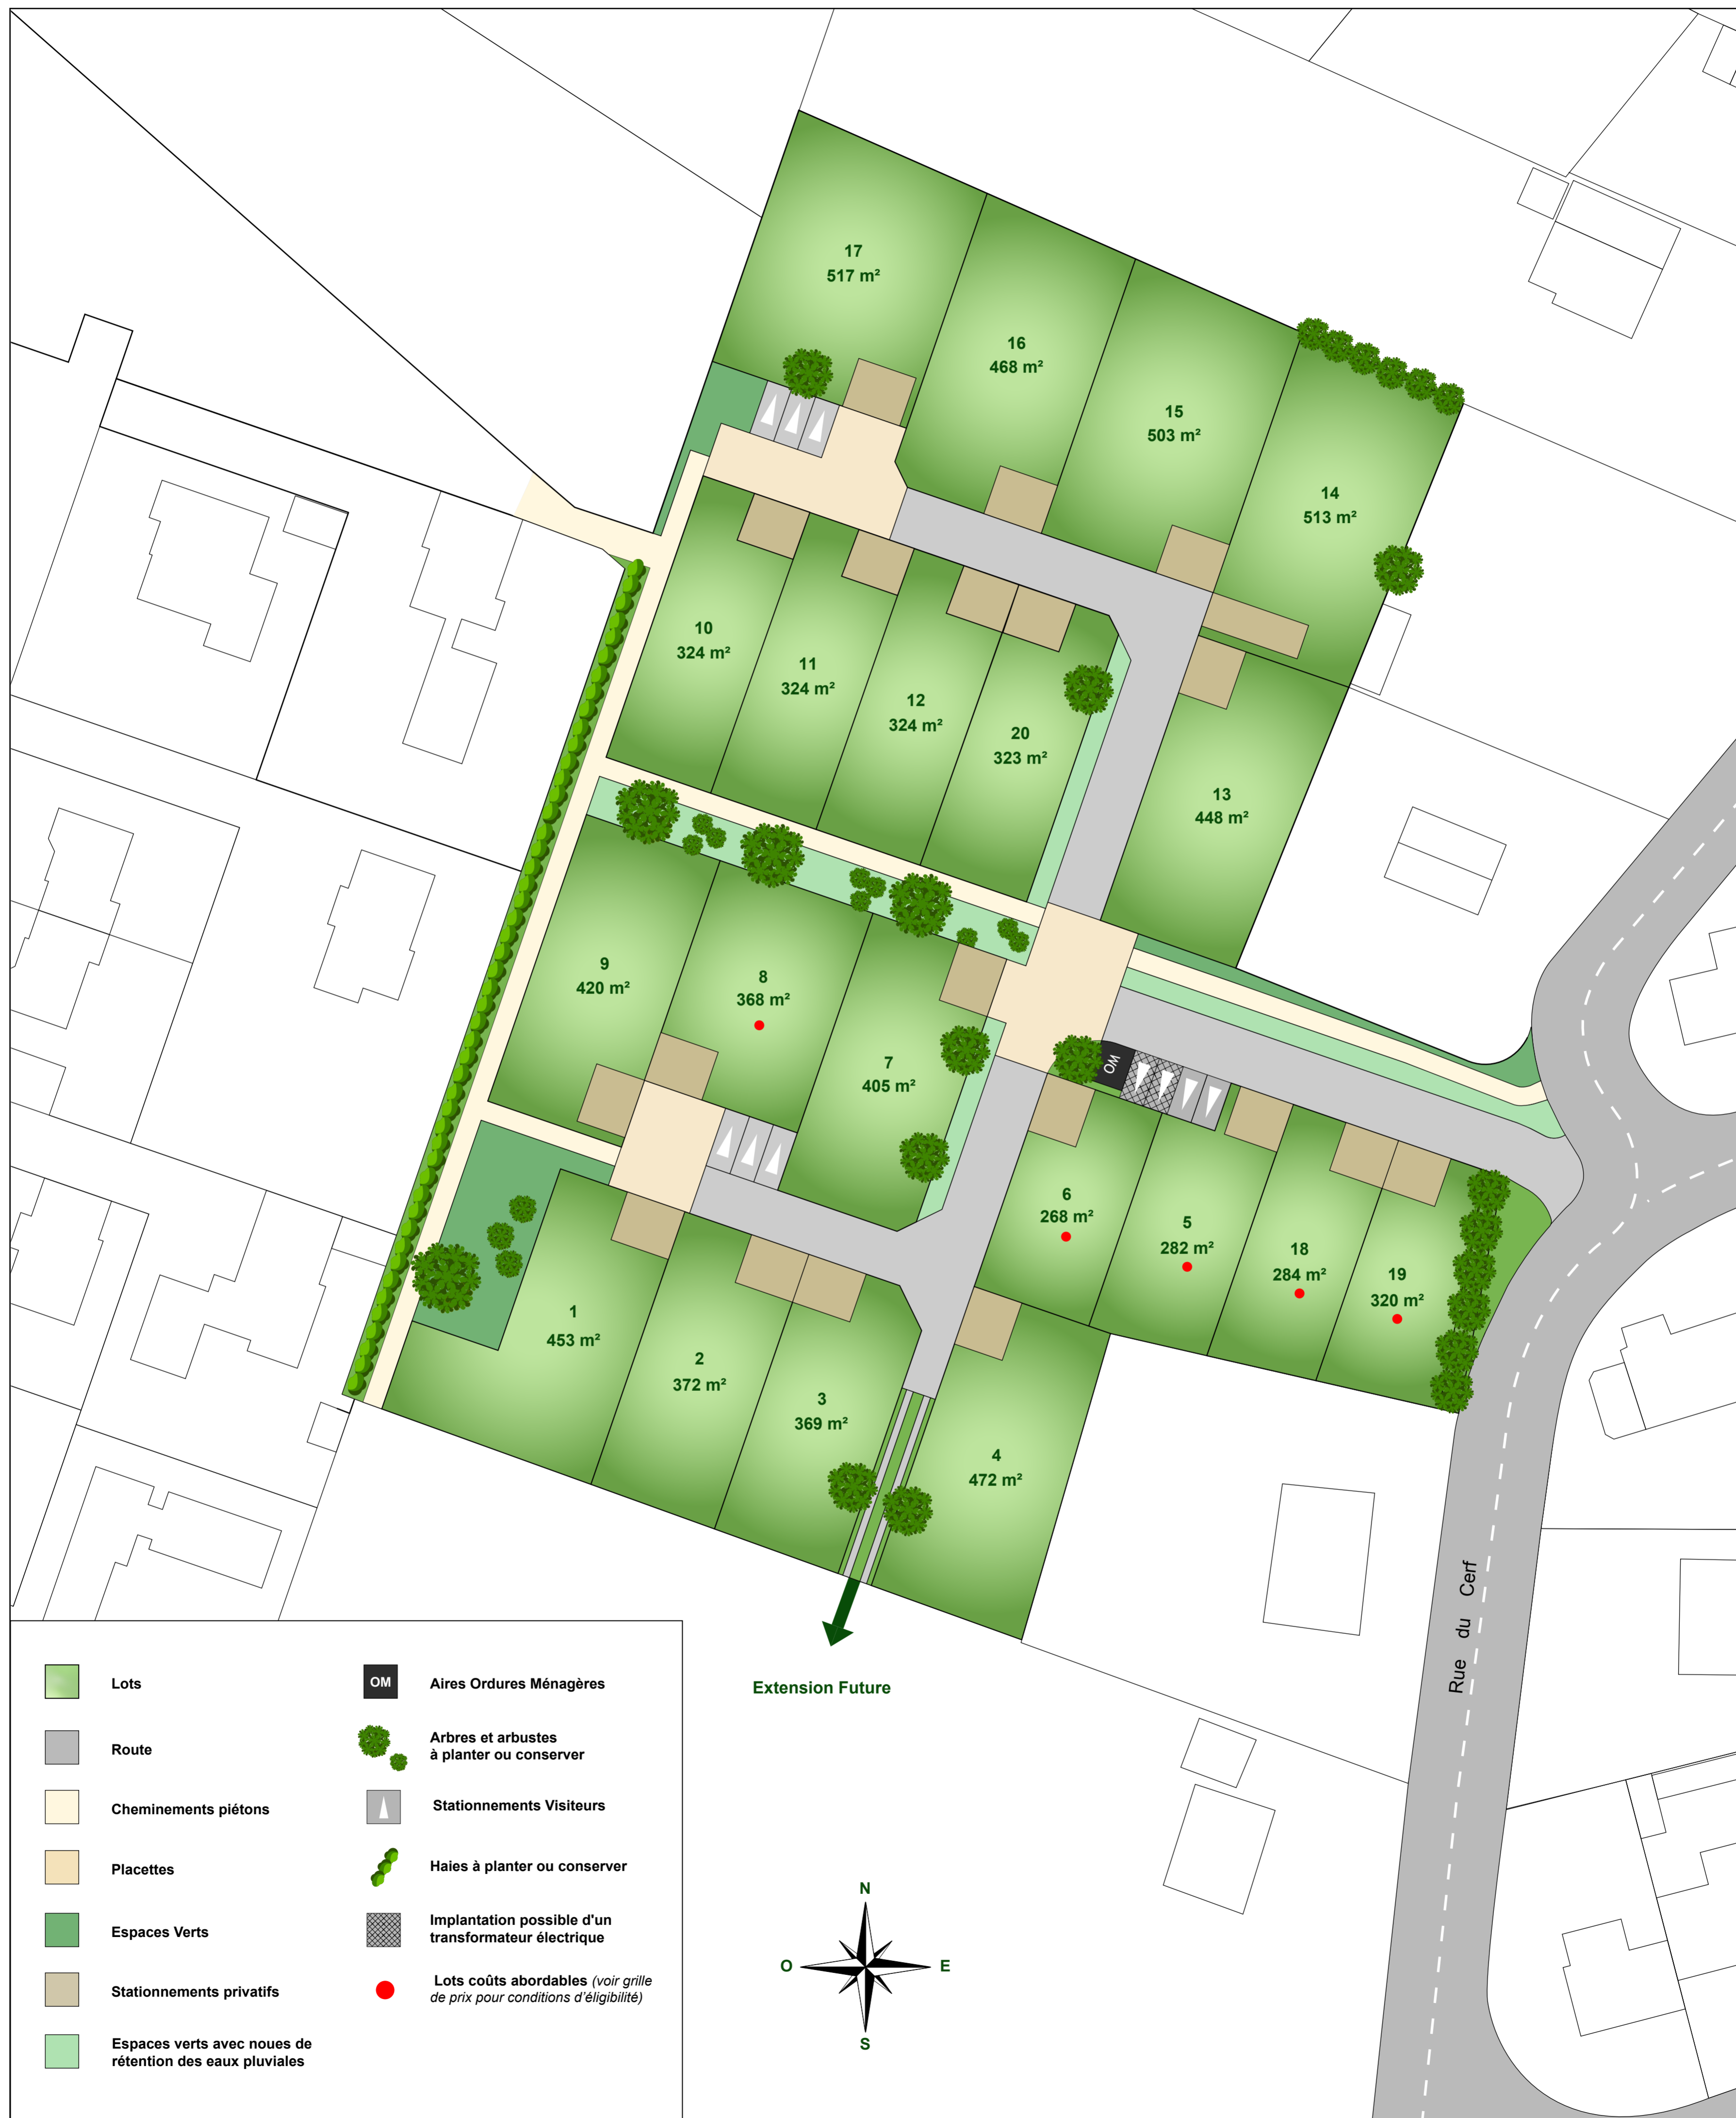 17
517 m²
16
468 m²
15
503 m²
14
513 m²
10
324 m²
11
324 m²
12
324 m²
20
323 m²
13
448 m²
9
420 m²
8
368 m²
7
405 m²
OM
6
268 m²
5
282 m²
18
284 m²
19
320 m²
1
453 m²
2
372 m²
3
369 m²
4
472 m²
Rue du Cerf
Extension Future
Lots
Route
Cheminements piétons
Placettes
Espaces Verts
Stationnements privatifs
Espaces verts avec noues de
rétention des eaux pluviales
OM
Aires Ordures Ménagères
Arbres et arbustes
à planter ou conserver
Stationnements Visiteurs
Haies à planter ou conserver
Implantation possible d'un
transformateur électrique
Lots coûts abordables (voir grille
de prix pour conditions d'éligibilité)
N
O
E
S